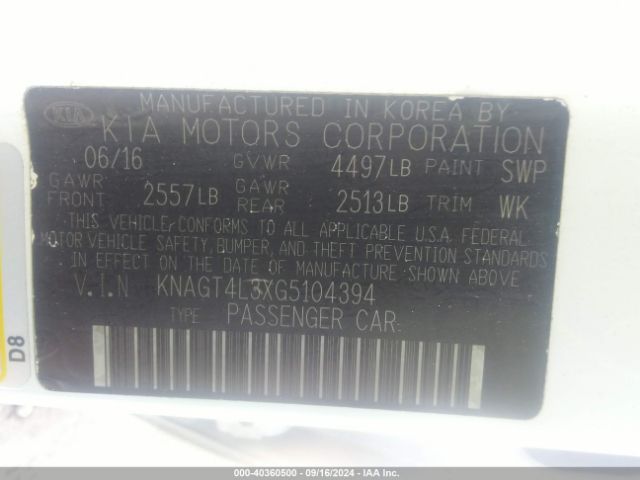 MANUFACTURED IN KOREA BY
KIA KIA MOTORS CORPORATION
06/16 GVWR 4497LB PAINT SWP
GAWR FRONT 2557LB GAWR REAR 2513LB TRIM WK
THIS VEHICLE CONFORMS TO ALL APPLICABLE U.S.A. FEDERAL
MOTOR VEHICLE SAFETY, BUMPER, AND THEFT PREVENTION STANDARDS
IN EFFECT ON THE DATE OF MANUFACTURE SHOWN ABOVE
V.I.N KNAGT4L3XG5104394
TYPE PASSENGER CAR
D8
000-40360500 - 09/16/2024 - IAA Inc.